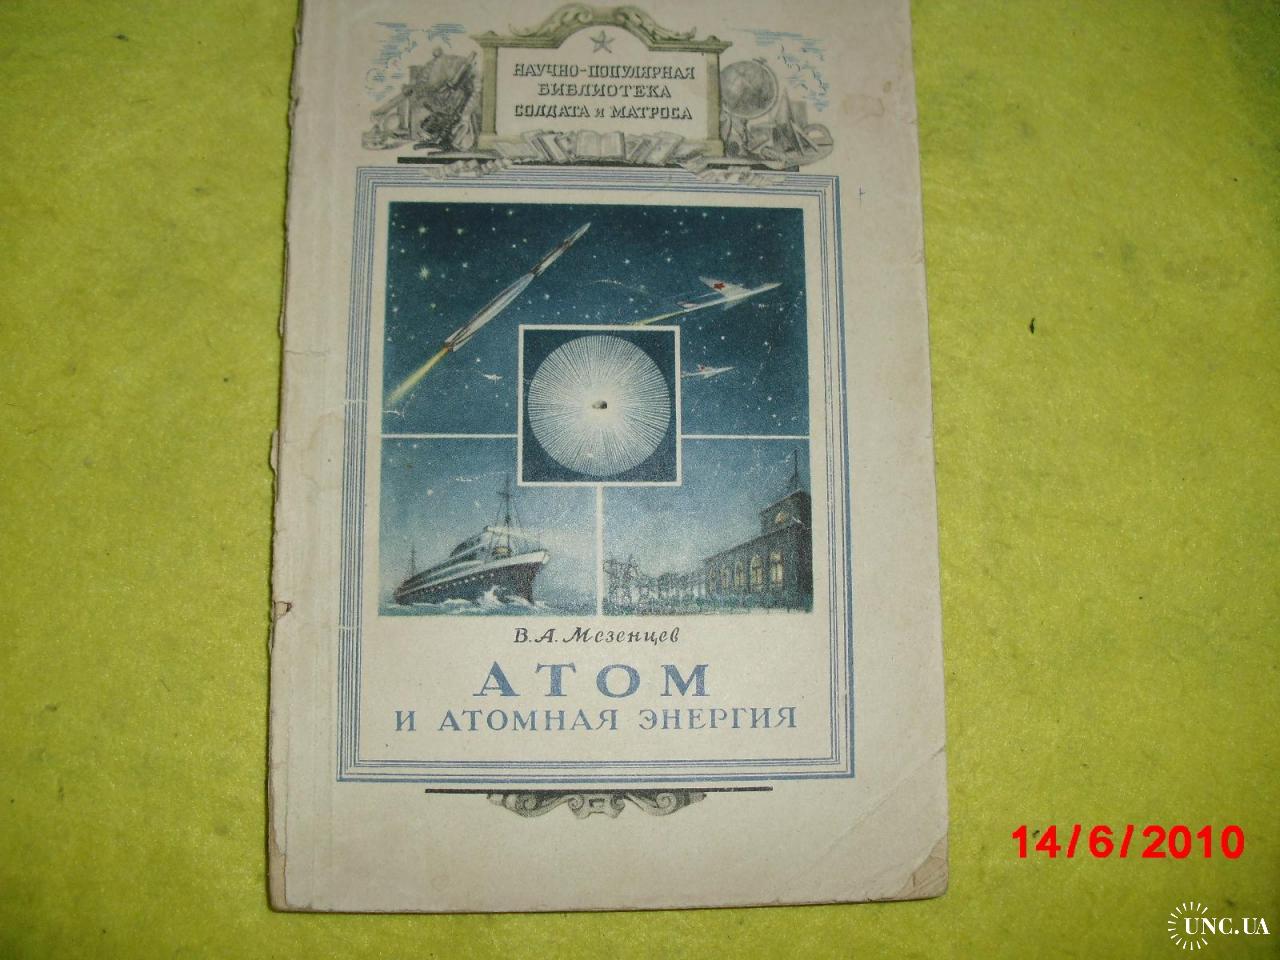 НАУЧНО-ПОПУЛЯРНАЯ
БИБЛИОТЕКА
СОЛДАТА и МАТРОСА
В. А. Мезенцев
АТОМ
И АТОМНАЯ ЭНЕРГИЯ
14/6/2010
UNC.UA